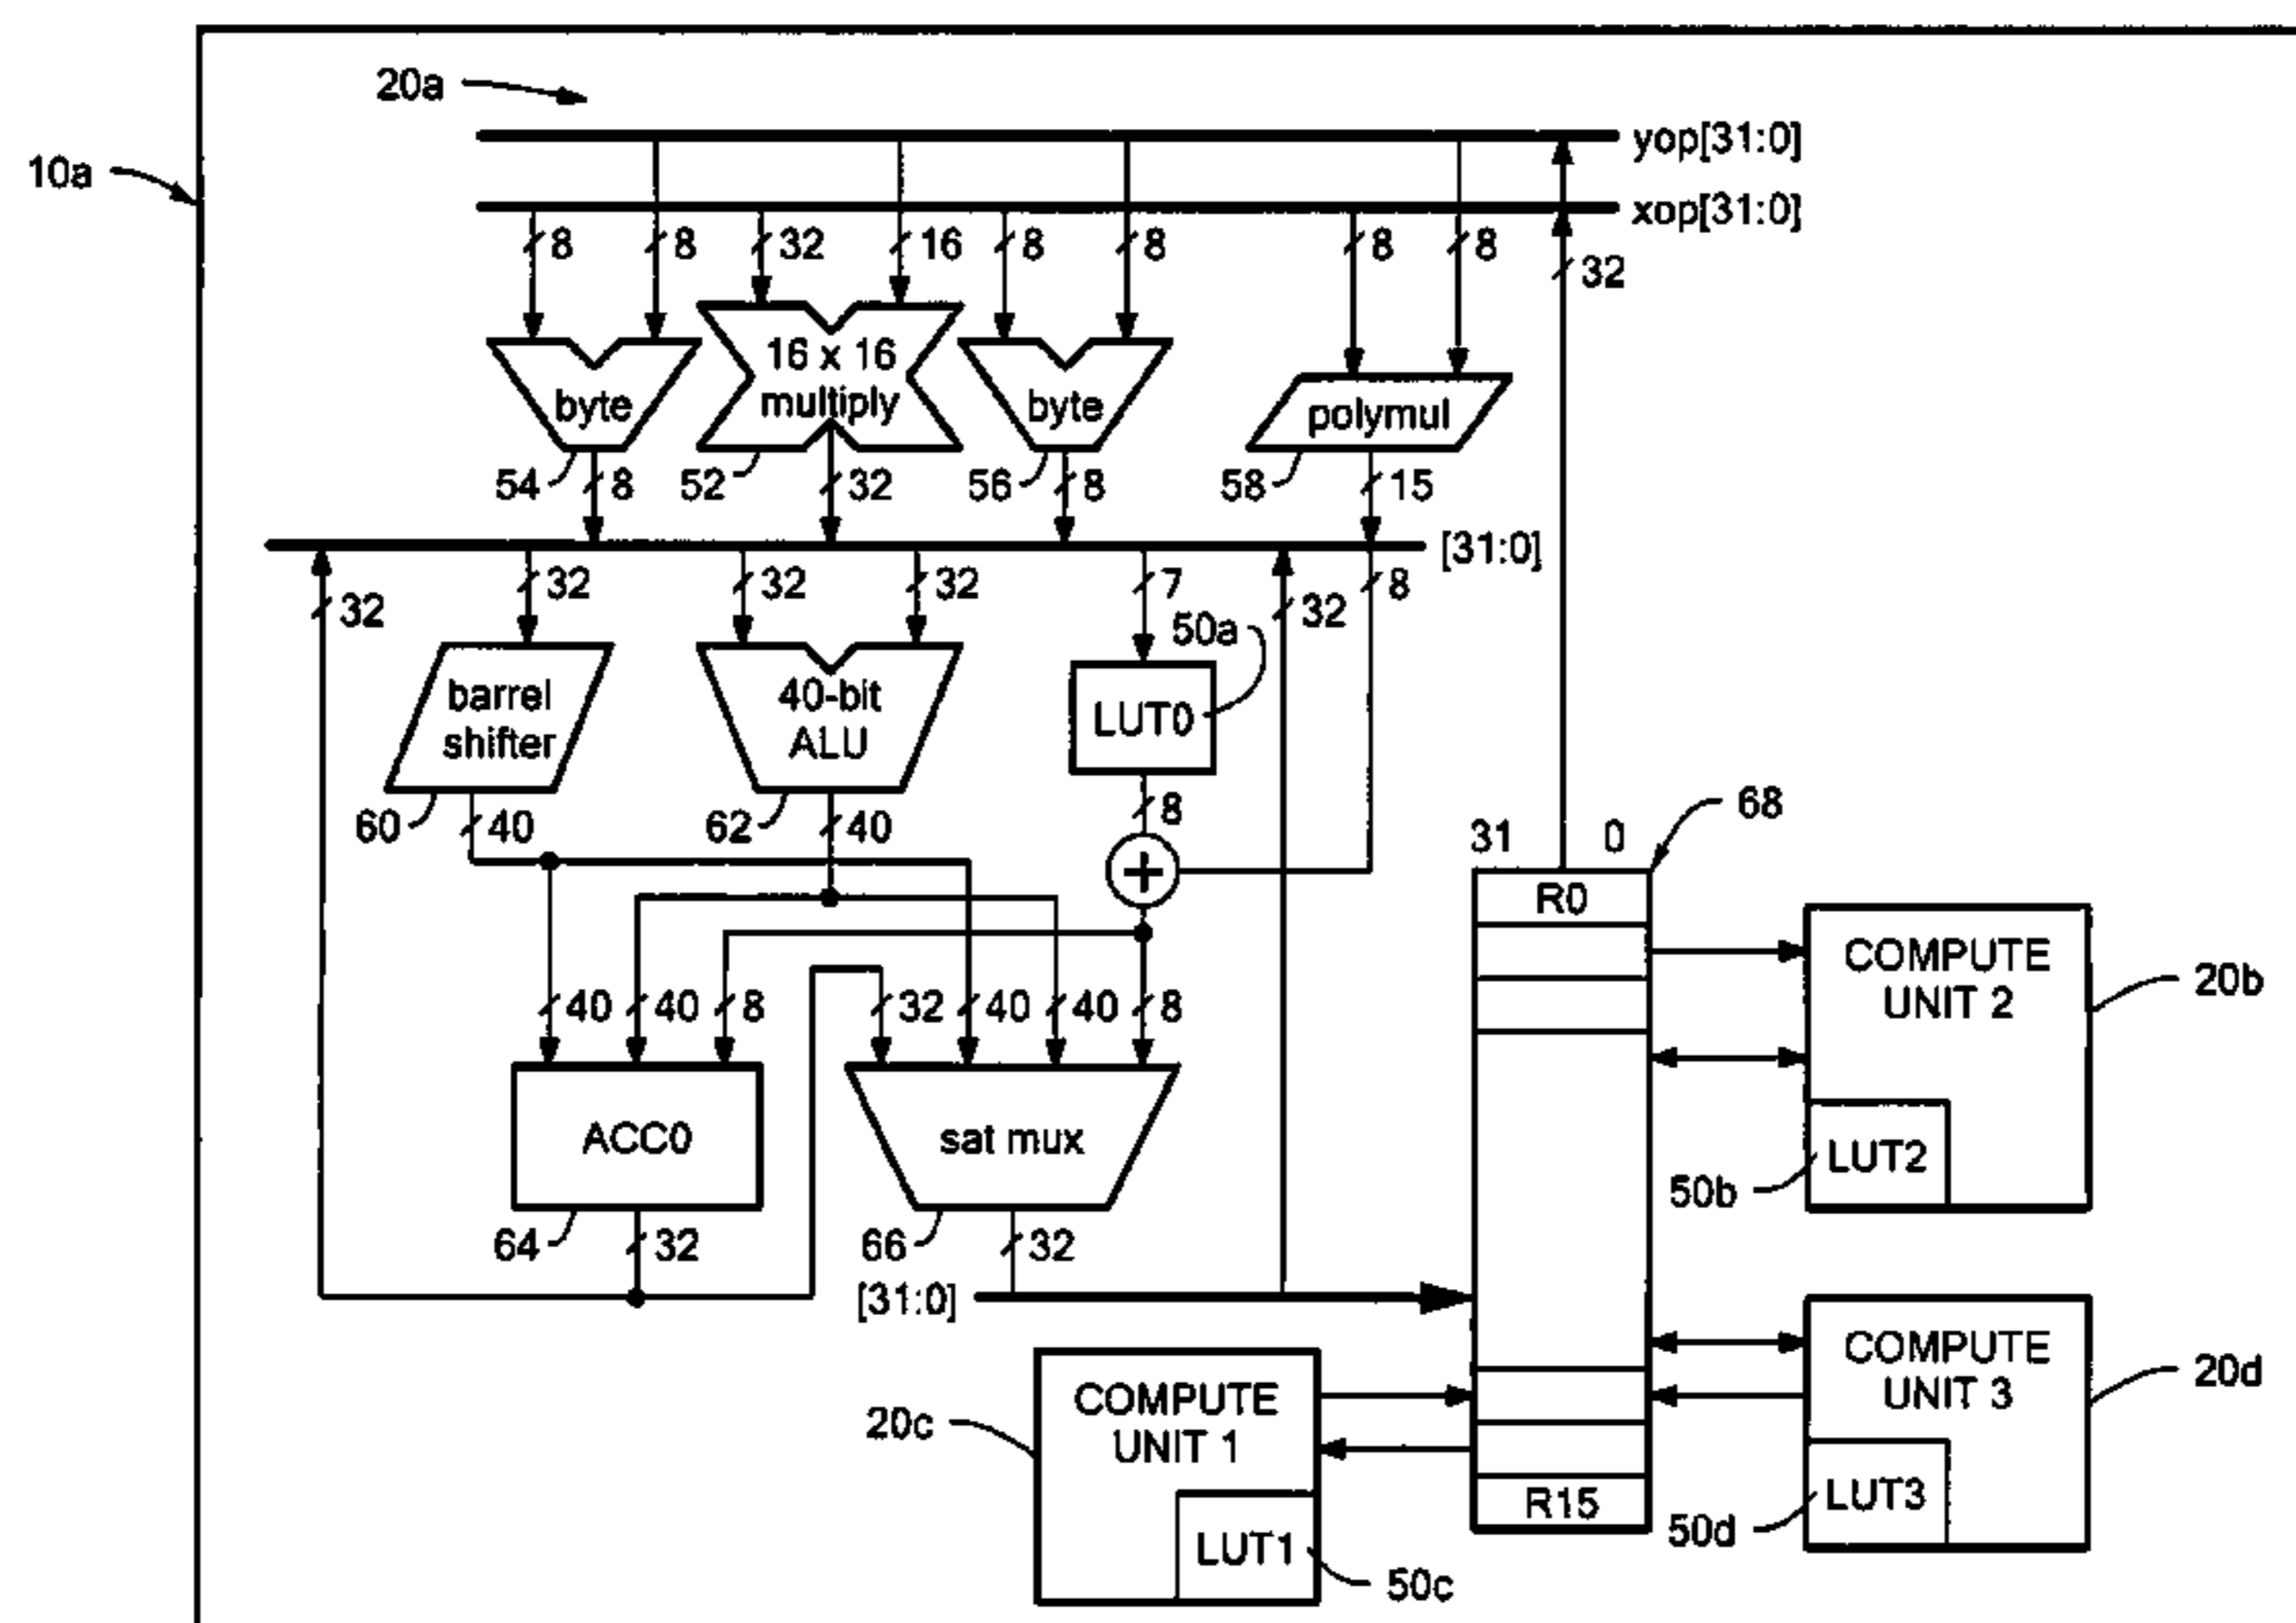 20a
10a
yop[31:0]
xop[31:0]
8
8
32
16
8
8
8
8
32
byte
16 x 16
multiply
byte
polymul
54
8
52
32
56
8
58
15
[31:0]
32
32
32
32
7
32
8
50a
barrel
shifter
40-bit
ALU
LUT0
60
40
62
40
8
+
31
0
68
R0
40
40
8
32
40
40
8
COMPUTE
UNIT 2
20b
ACC0
sat mux
LUT2
50b
64
32
66
32
[31:0]
COMPUTE
UNIT 1
20c
COMPUTE
UNIT 3
20d
R15
LUT1
50c
LUT3
50d